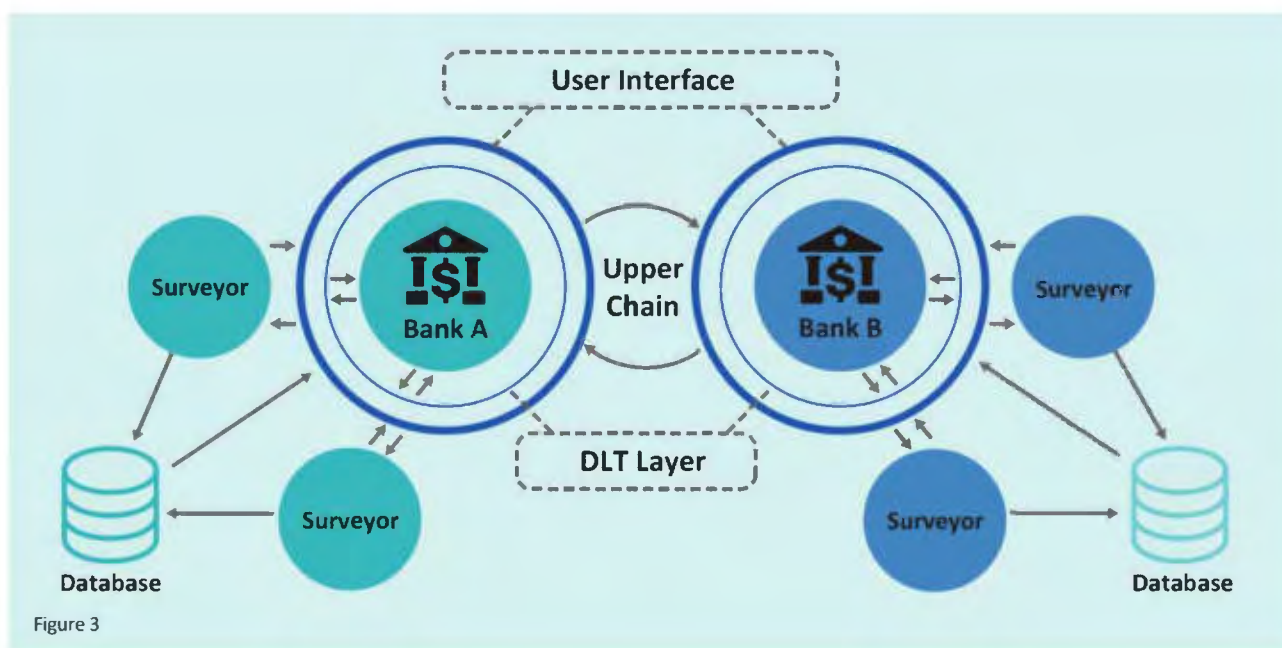 User Interface
Surveyor
$
Bank A
Upper
Chain
$
Bank B
Surveyor
DLT Layer
Surveyor
Surveyor
Database
Database
Figure 3